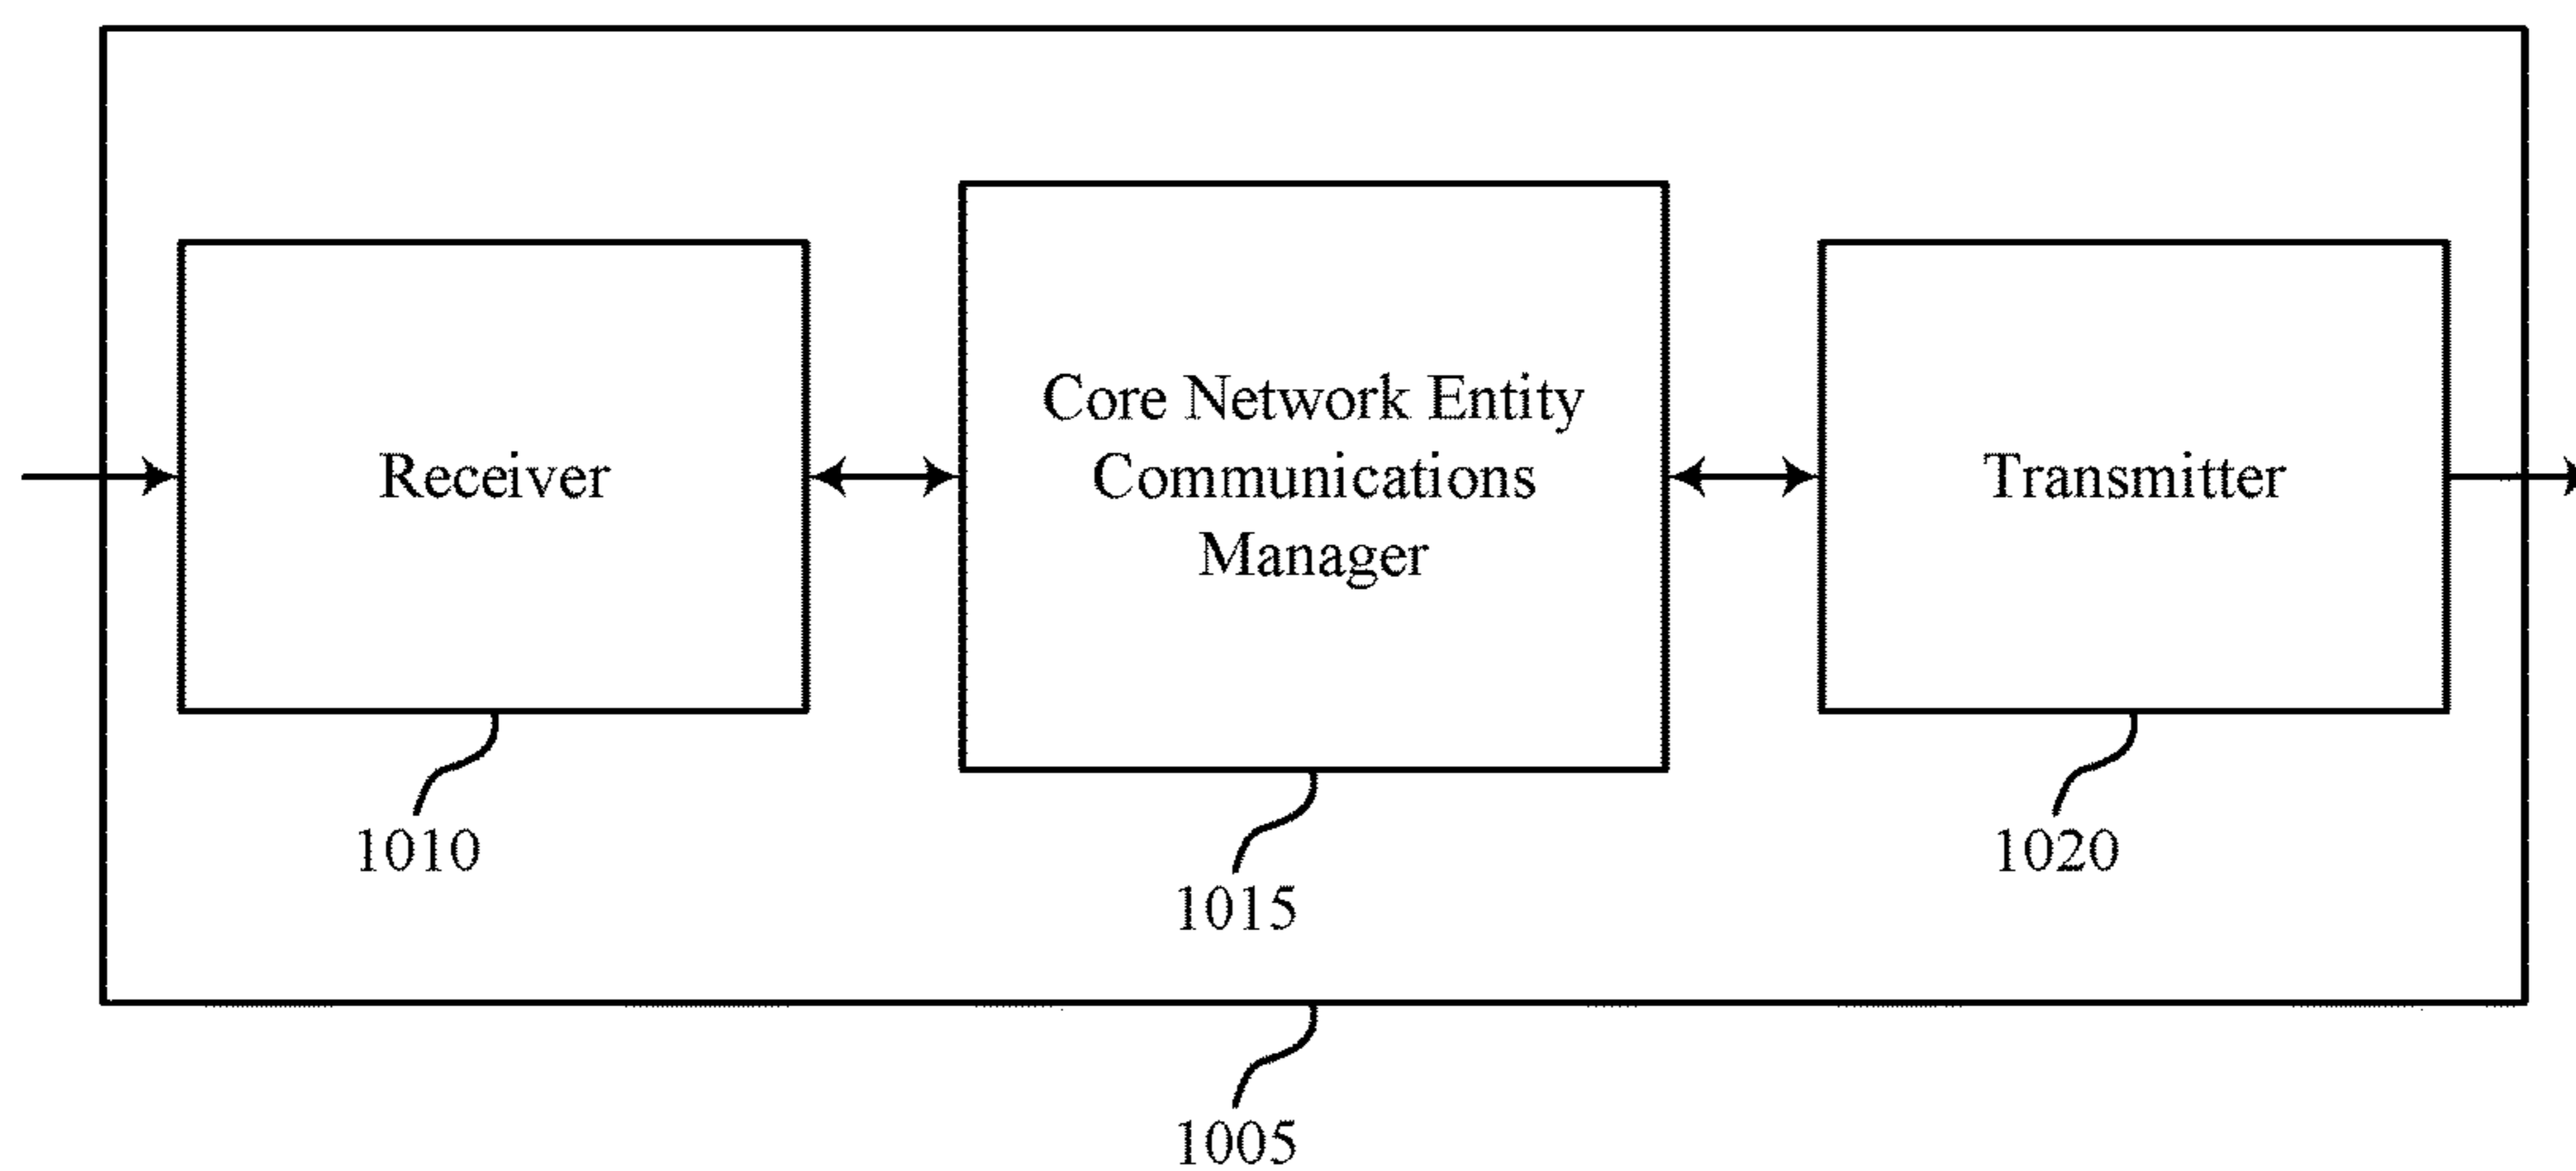 Receiver
Core Network Entity
Communications
Manager
Transmitter
1010
1015
1020
1005